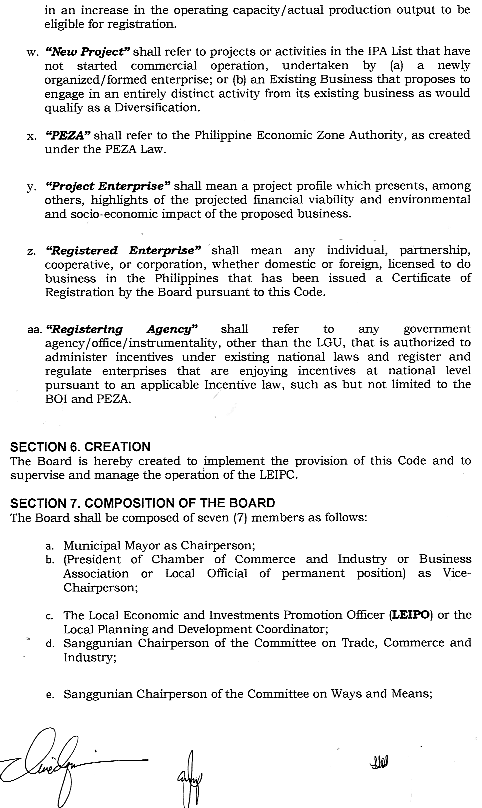 in an increase in the operating capacity/actual production output to be
eligible for registration.
w. "New Project" shall refer to projects or activities in the IPA List that have
not started commercial operation, undertaken by (a) a newly
organized/formed enterprise; or (b) an Existing Business that proposes to
engage in an entirely distinct activity from its existing business as would
qualify as a Diversification.
x. "PEZA" shall refer to the Philippine Economic Zone Authority, as created
under the PEZA Law.
y. "Project Enterprise" shall mean a project profile which presents, among
others, highlights of the projected financial viability and environmental
and socio-economic impact of the proposed business.
z. "Registered Enterprise" shall mean any individual, partnership,
cooperative, or corporation, whether domestic or foreign, licensed to do
business in the Philippines that has been issued a Certificate of
Registration by the Board pursuant to this Code.
aa. "Registering Agency" shall refer to any government
agency/office/instrumentality, other than the LGU, that is authorized to
administer incentives under existing national laws and register and
regulate enterprises that are enjoying incentives at national level
pursuant to an applicable Incentive law, such as but not limited to the
BOI and PEZA.
SECTION 6. CREATION
The Board is hereby created to implement the provision of this Code and to
supervise and manage the operation of the LEIPC.
SECTION 7. COMPOSITION OF THE BOARD
The Board shall be composed of seven (7) members as follows:
a. Municipal Mayor as Chairperson;
b. (President of Chamber of Commerce and Industry or Business
Association or Local Official of permanent position) as Vice-
Chairperson;
c. The Local Economic and Investments Promotion Officer (LEIPO) or the
Local Planning and Development Coordinator;
d. Sanggunian Chairperson of the Committee on Trade, Commerce and
Industry;
e. Sanggunian Chairperson of the Committee on Ways and Means;